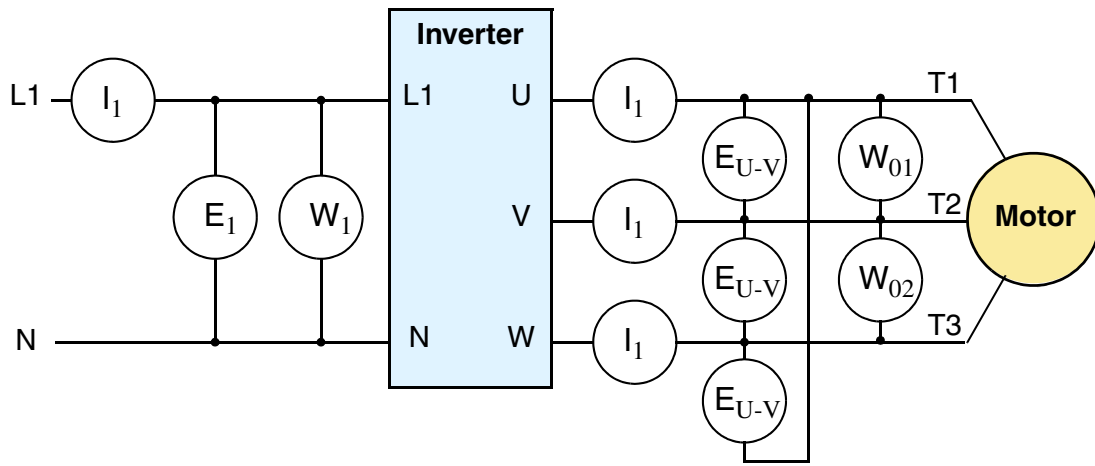 Inverter
L1
I1
L1
U
I1
T1
EU-V
W01
E1
W1
V
I1
T2
Motor
EU-V
W02
N
N
W
I1
T3
EU-V